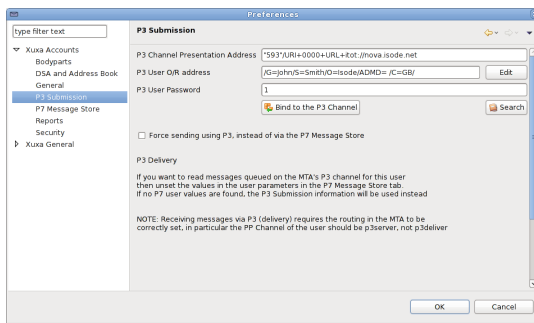 Preferences
type filter text
P3 Submission
Xuxa Accounts
Bodyparts
DSA and Address Book
General
P3 Submission
P7 Message Store
Reports
Security
Xuxa General
P3 Channel Presentation Address
"593"/URI+0000+URL+itot://nova.isode.net
P3 User O/R address
/G=John/S=Smith/O=Isode/ADMD= /C=GB/
Edit
P3 User Password
1
Bind to the P3 Channel
Search
Force sending using P3, instead of via the P7 Message Store
P3 Delivery
If you want to read messages queued on the MTA's P3 channel for this user
then unset the values in the user parameters in the P7 Message Store tab.
If no P7 user values are found, the P3 Submission information will be used instead
NOTE: Receiving messages via P3 (delivery) requires the routing in the MTA to be
correctly set, in particular the PP Channel of the user should be p3server, not p3deliver
OK
Cancel